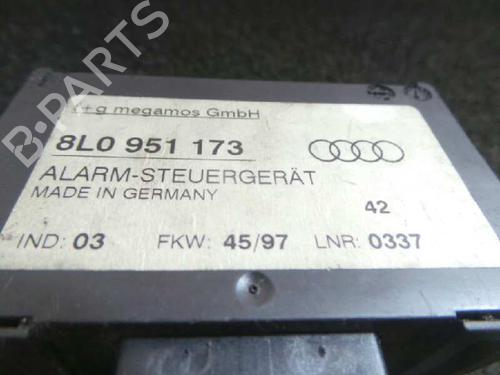 +g megamos GmbH
8L0 951 173
ALARM-STEUERGERÄT
MADE IN GERMANY
42
IND: 03 FKW: 45/97 LNR: 0337
B-PARTS